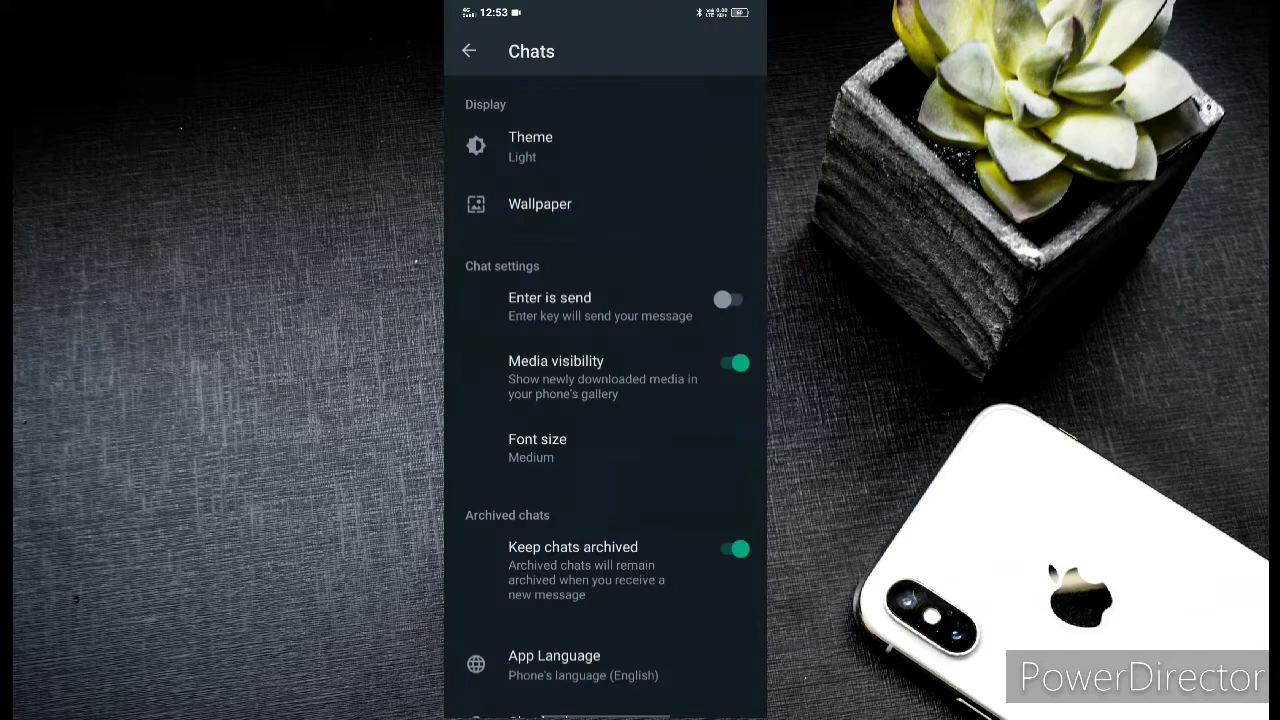 12:53
Chats
Display
Theme
Light
Wallpaper
Chat settings
Enter is send
Enter key will send your message
Media visibility
Show newly downloaded media in
your phone's gallery
Font size
Medium
Archived chats
Keep chats archived
Archived chats will remain
archived when you receive a
new message
App Language
Phone's language (English)
PowerDirector